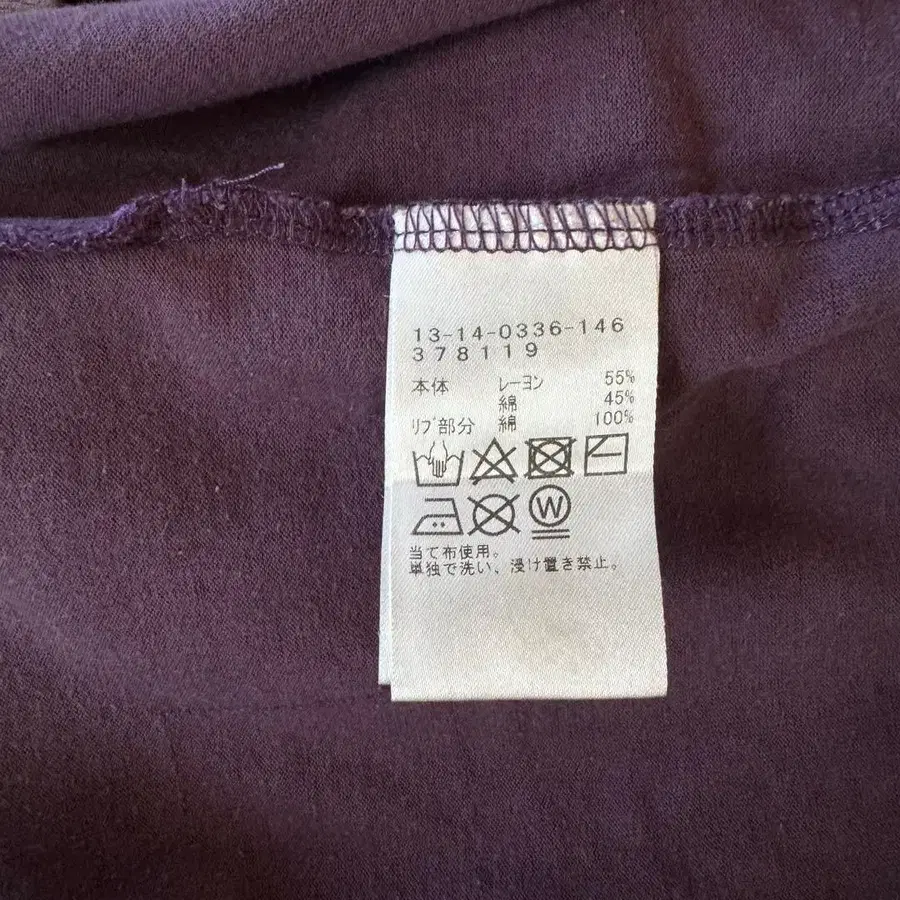 13-14-0336-146
378119
本体 レーヨン 55%
綿 45%
リブ部分 綿 100%
W
当て布使用。
単独で洗い、浸け置き禁止。